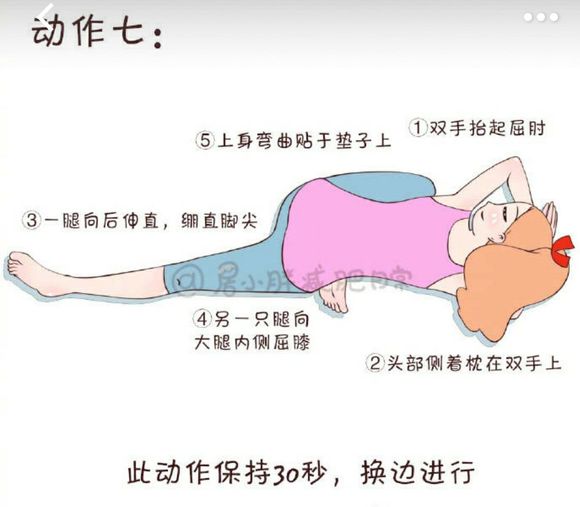 动作七：
①双手抬起屈肘
⑤上身弯曲贴于垫子上
③一腿向后伸直，绷直脚尖
@居小胖减肥日常
④另一只腿向
大腿内侧屈膝
②头部侧着枕在双手上
此动作保持30秒，换边进行